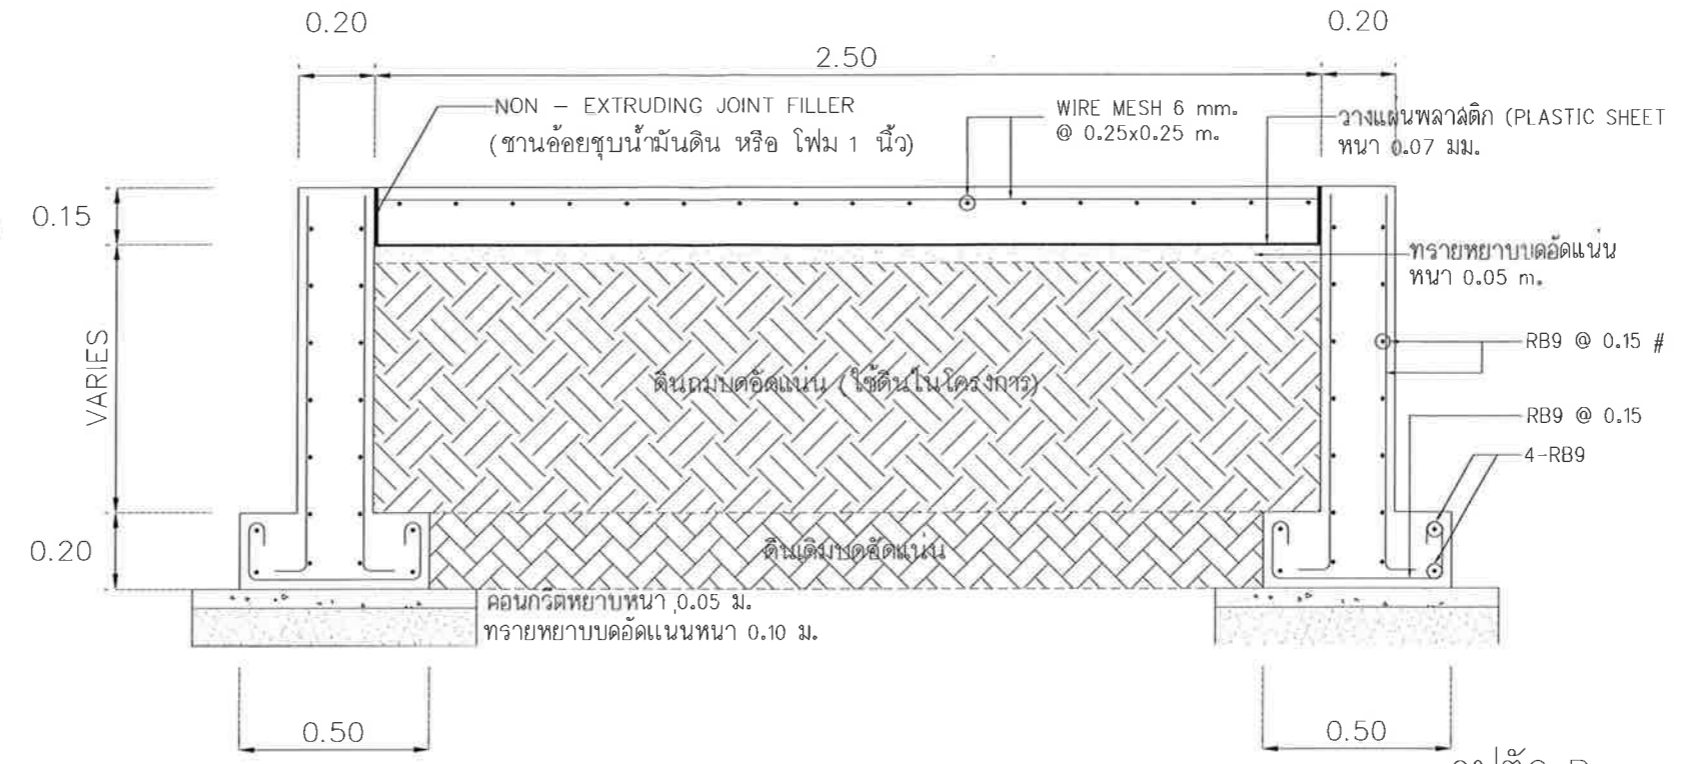 0.20
0.20
2.50
NON - EXTRUDING JOINT FILLER
(ชานอ้อยชุบน้ำมันดิน หรือ โฟม 1 นิ้ว)
WIRE MESH 6 mm.
@ 0.25x0.25 m.
วางแผ่นพลาสติก (PLASTIC SHEET
หนา 0.07 มม.
0.15
ทรายหยาบบดอัดแน่น
หนา 0.05 m.
VARIES
RB9 @ 0.15 #
ดินถมบดอัดแน่น (ใช้ดินในโครงการ)
RB9 @ 0.15
4-RB9
0.20
ดินเดิมบดอัดแน่น
คอนกรีตหยาบหนา 0.05 ม.
ทรายหยาบบดอัดแน่นหนา 0.10 ม.
0.50
0.50